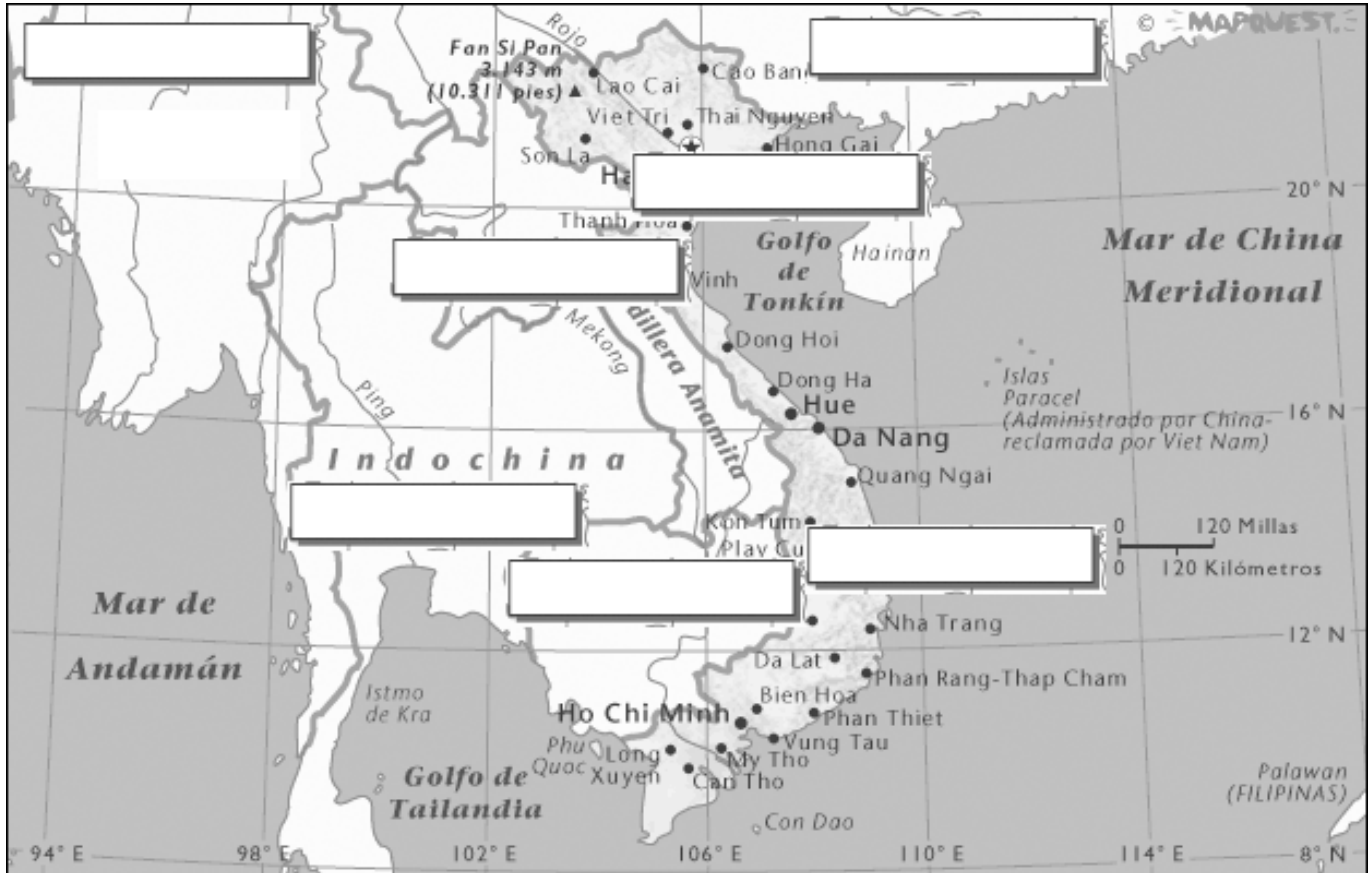 © MAPQUEST
Rojo
Fan Si Pan
3.143 m
(10.311 pies)
Lao Cai
Cao Bang
Viet Tri
Thai Nguyen
Hong Gai
Son La
Ha
20° N
Thanh Hoa
Golfo
de
Tonkín
Hainan
Mar de China
Meridional
Vinh
Mekong
dillera Anamita
Dong Hoi
Ping
Dong Ha
Hue
Da Nang
Islas
Paracel
(Administrado por China-
reclamada por Viet Nam)
16° N
Indochina
Quang Ngai
Kon Tum
Play Cu
0 120 Millas
0 120 Kilómetros
Mar de
Andamán
Nha Trang
12° N
Da Lat
Phan Rang-Thap Cham
Istmo
de Kra
Bien Hoa
Ho Chi Minh
Phan Thiet
Vung Tau
Phu
Quoc
Long
Xuyen
My Tho
Can Tho
Golfo de
Tailandia
Con Dao
Palawan
(FILIPINAS)
94° E 98° E 102° E 106° E 110° E 114° E 8° N